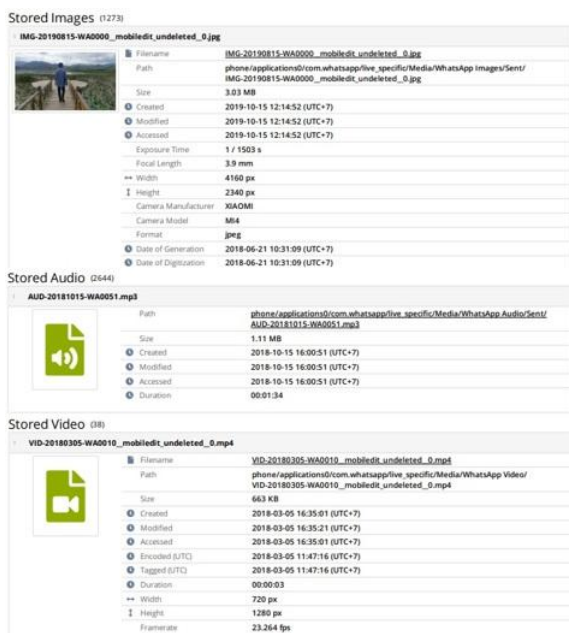 Stored Images (1273)
IMG-20190815-WA0000__mobiledit_undeleted__0.jpg
Filename IMG-20190815-WA0000__mobiledit_undeleted__0.jpg
Path phone/applications0/com.whatsapp/live_specific/Media/WhatsApp Images/Sent/
IMG-20190815-WA0000__mobiledit_undeleted__0.jpg
Size 3.03 MB
Created 2019-10-15 12:14:52 (UTC+7)
Modified 2019-10-15 12:14:52 (UTC+7)
Accessed 2019-10-15 12:14:52 (UTC+7)
Exposure Time 1 / 1503 s
Focal Length 3.9 mm
Width 4160 px
Height 2340 px
Camera Manufacturer XIAOMI
Camera Model MI4
Format jpeg
Date of Generation 2018-06-21 10:31:09 (UTC+7)
Date of Digitization 2018-06-21 10:31:09 (UTC+7)
Stored Audio (2644)
AUD-20181015-WA0051.mp3
Path phone/applications0/com.whatsapp/live_specific/Media/WhatsApp Audio/Sent/
AUD-20181015-WA0051.mp3
Size 1.11 MB
Created 2018-10-15 16:00:51 (UTC+7)
Modified 2018-10-15 16:00:51 (UTC+7)
Accessed 2018-10-15 16:00:51 (UTC+7)
Duration 00:01:34
Stored Video (38)
VID-20180305-WA0010__mobiledit_undeleted__0.mp4
Filename VID-20180305-WA0010__mobiledit_undeleted__0.mp4
Path phone/applications0/com.whatsapp/live_specific/Media/WhatsApp Video/
VID-20180305-WA0010__mobiledit_undeleted__0.mp4
Size 663 KB
Created 2018-03-05 16:35:01 (UTC+7)
Modified 2018-03-05 16:35:21 (UTC+7)
Accessed 2018-03-05 16:35:01 (UTC+7)
Encoded (UTC) 2018-03-05 11:47:16 (UTC+7)
Tagged (UTC) 2018-03-05 11:47:16 (UTC+7)
Duration 00:00:03
Width 720 px
Height 1280 px
Framerate 23.264 fps